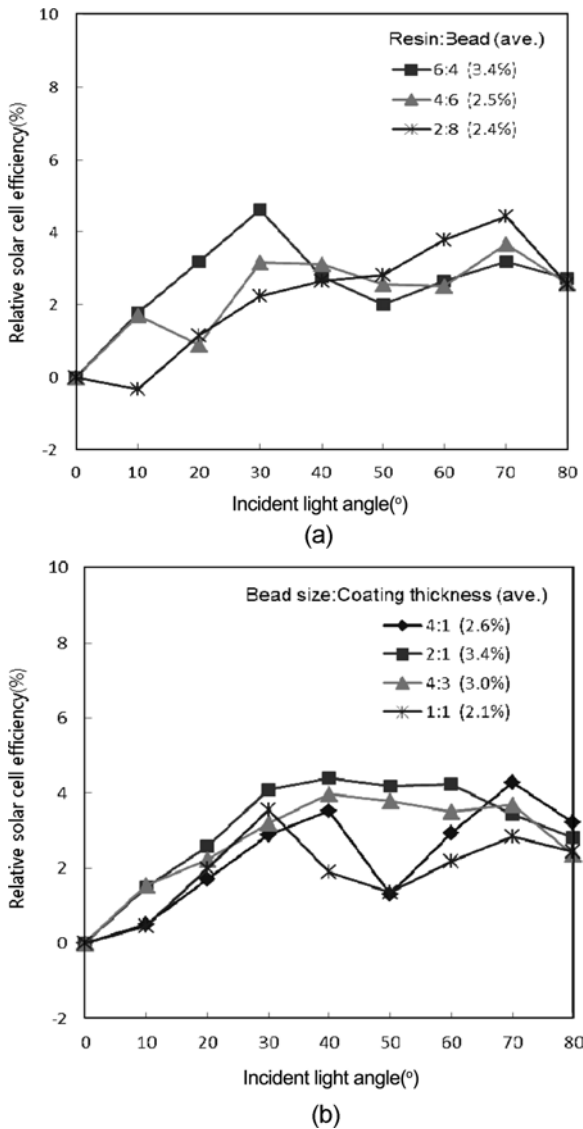 10
8
6
4
2
0
-2
Relative solar cell efficiency(%)
Resin:Bead (ave.)
6:4 (3.4%)
4:6 (2.5%)
2:8 (2.4%)
0 10 20 30 40 50 60 70 80
Incident light angle(°)
(a)
10
8
6
4
2
0
-2
Relative solar cell efficiency(%)
Bead size:Coating thickness (ave.)
4:1 (2.6%)
2:1 (3.4%)
4:3 (3.0%)
1:1 (2.1%)
0 10 20 30 40 50 60 70 80
Incident light angle(°)
(b)